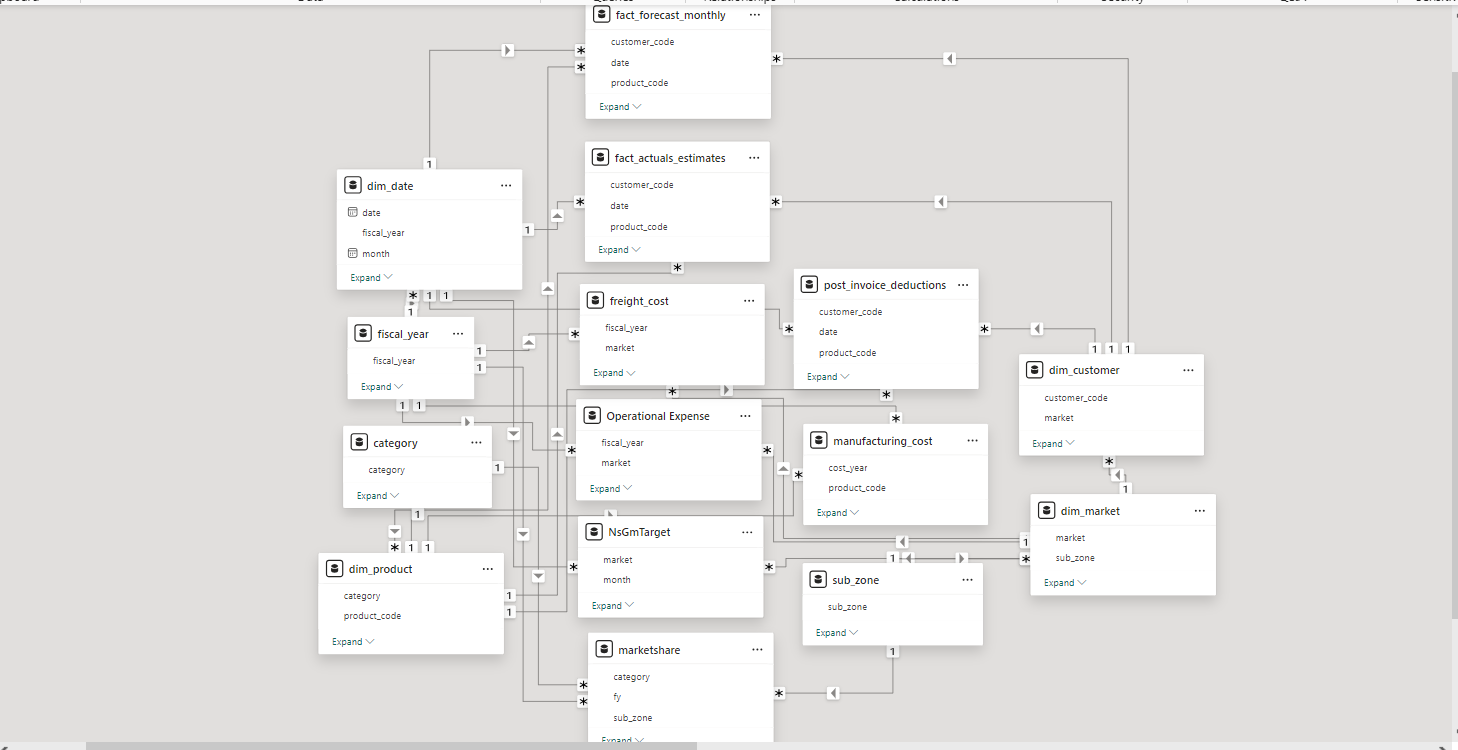 fact_forecast_monthly
customer_code
date
product_code
Expand
fact_actuals_estimates
customer_code
date
product_code
Expand
dim_date
date
fiscal_year
month
Expand
post_invoice_deductions
customer_code
date
product_code
Expand
freight_cost
fiscal_year
market
Expand
fiscal_year
fiscal_year
Expand
dim_customer
customer_code
market
Expand
Operational Expense
fiscal_year
market
Expand
category
category
Expand
manufacturing_cost
cost_year
product_code
Expand
dim_market
market
sub_zone
Expand
NsGmTarget
market
month
Expand
dim_product
category
product_code
Expand
sub_zone
sub_zone
Expand
marketshare
category
fy
sub_zone
Expand